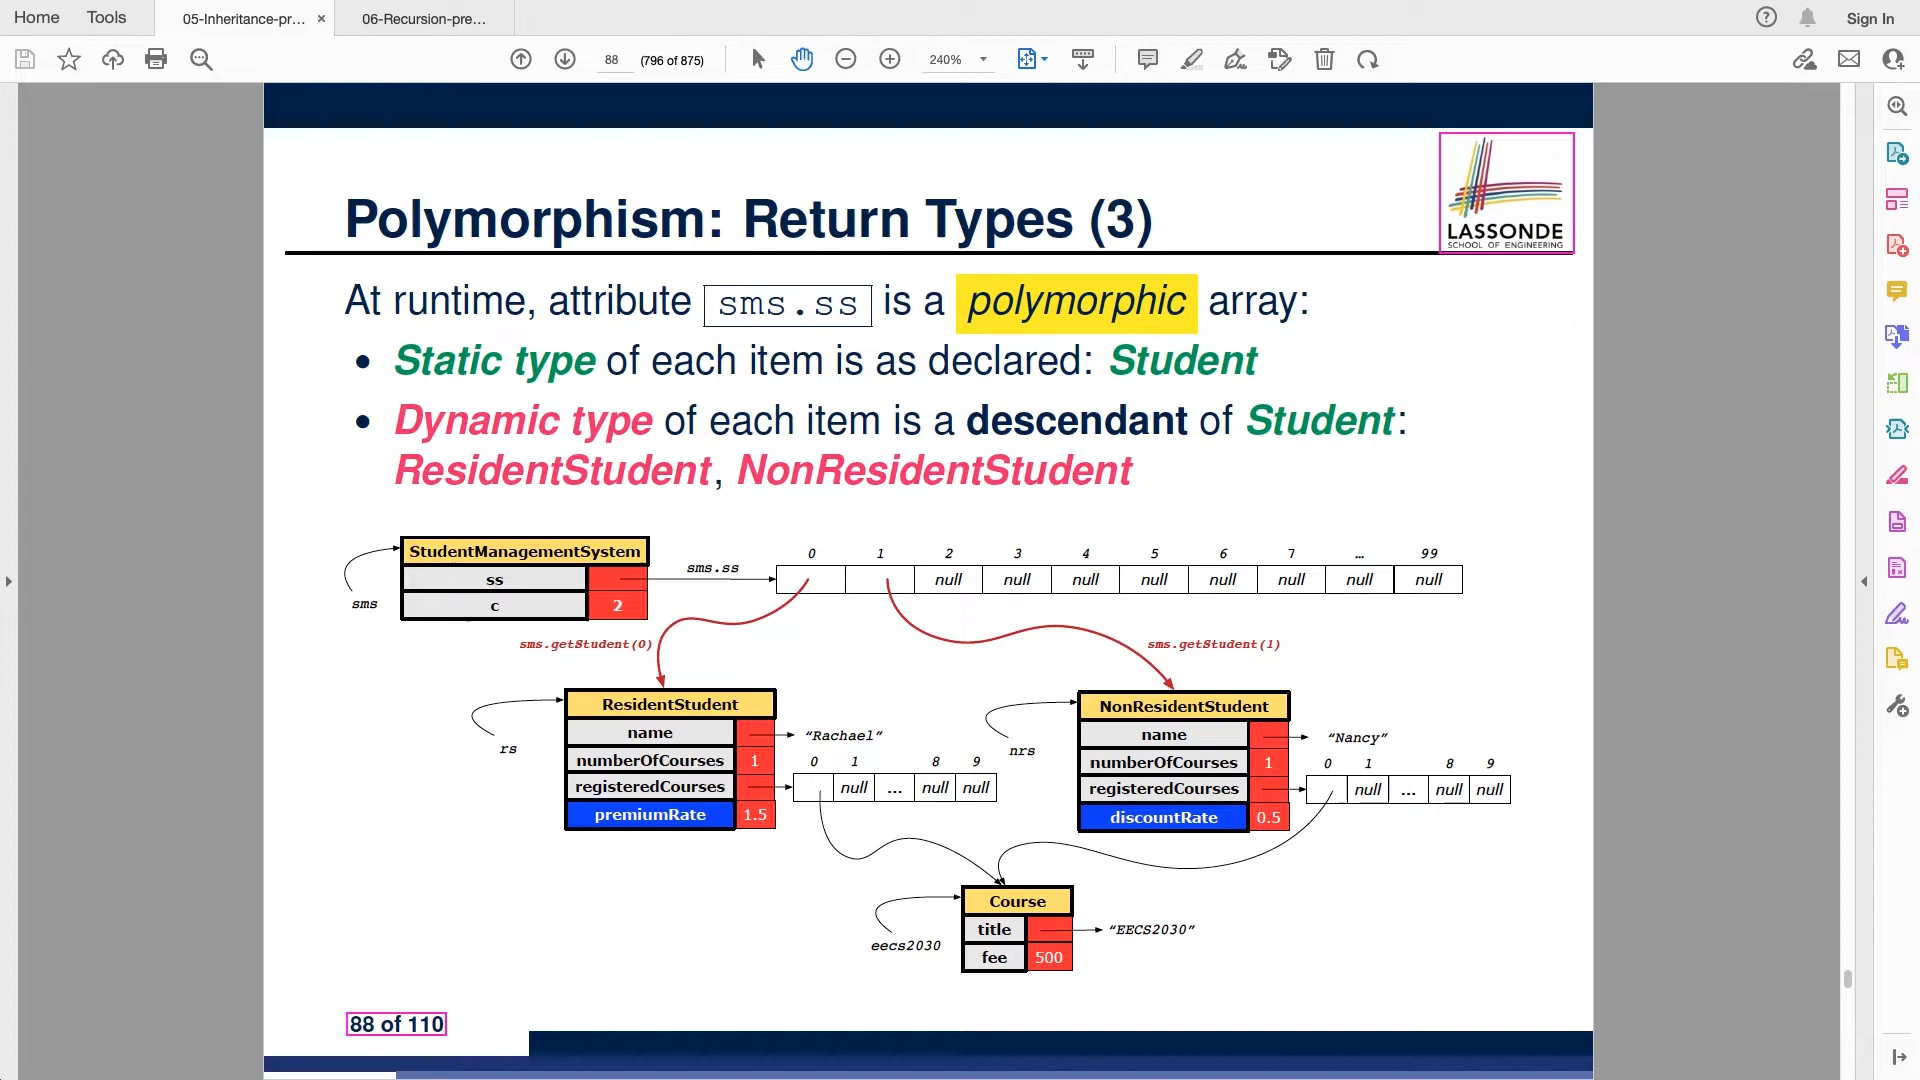 Home
Tools
05-Inheritance-pr...
×
06-Recursion-pre...
Sign In
88
(796 of 875)
240%
LASSONDE
SCHOOL OF ENGINEERING
Polymorphism: Return Types (3)
At runtime, attribute sms.ss is a polymorphic array:
• Static type of each item is as declared: Student
• Dynamic type of each item is a descendant of Student:
ResidentStudent, NonResidentStudent
StudentManagementSystem
ss
c 2
sms
sms.ss
0 1 2 3 4 5 6 7 … 99
null null null null null null null null
sms.getStudent(0)
sms.getStudent(1)
rs
ResidentStudent
name
numberOfCourses 1
registeredCourses
premiumRate 1.5
"Rachael"
0 1 8 9
null ... null null
nrs
NonResidentStudent
name
numberOfCourses 1
registeredCourses
discountRate 0.5
"Nancy"
0 1 8 9
null ... null null
eecs2030
Course
title
fee 500
"EECS2030"
88 of 110